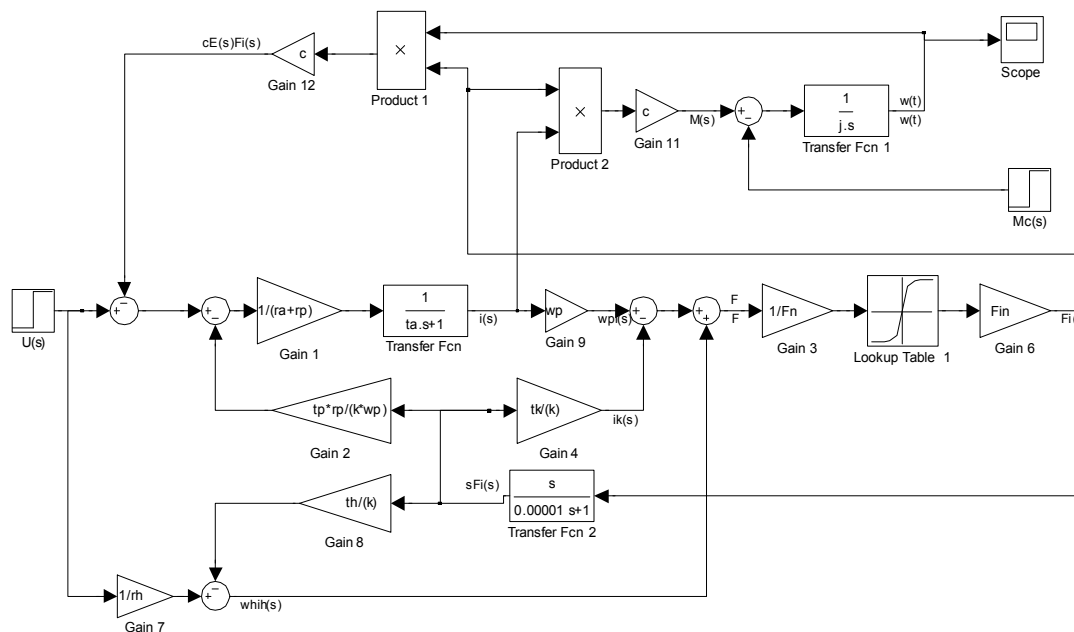 cE(s)Fi(s)
c
Gain 12
×
Product 1
Scope
×
Product 2
c
Gain 11
M(s)
+
-
1
j.s
Transfer Fcn 1
w(t)
w(t)
Mc(s)
U(s)
-
+
+
-
1/(ra+rp)
Gain 1
1
ta.s+1
Transfer Fcn
i(s)
wp
Gain 9
wpi(s)
+
-
+
+
F
F
1/Fn
Gain 3
Lookup Table 1
Fin
Gain 6
Fi(
tp*rp/(k*wp)
Gain 2
tk/(k)
Gain 4
ik(s)
th/(k)
Gain 8
sFi(s)
s
0.00001 s+1
Transfer Fcn 2
1/rh
Gain 7
-
+
whih(s)